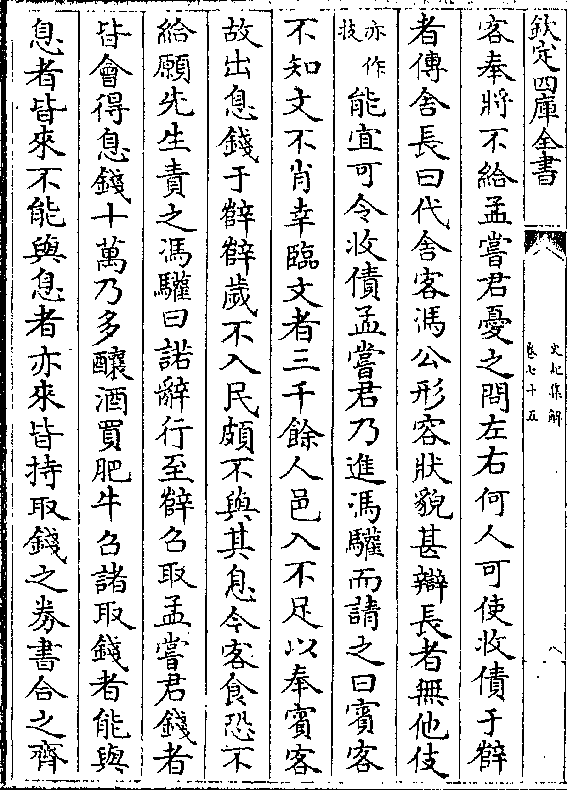 欽定四庫全書
史記集解
卷七十五
八
客奉將不給孟嘗君憂之問左右何人可使收債于薛
者傳舍長曰代舍客馮公形容狀貌甚辯長者無他伎
亦作
技
能宜可令收債孟嘗君乃進馮驩而請之曰賓客
不知文不肖幸臨文者三千餘人邑入不足以奉賓客
故出息錢于薛薛歲不入民頗不與其息今客食恐不
給願先生責之馮驩曰諾辭行至薛召取孟嘗君錢者
皆會得息錢十萬乃多釀酒買肥牛召諸取錢者能與
息者皆來不能與息者亦來皆持取錢之券書合之齊